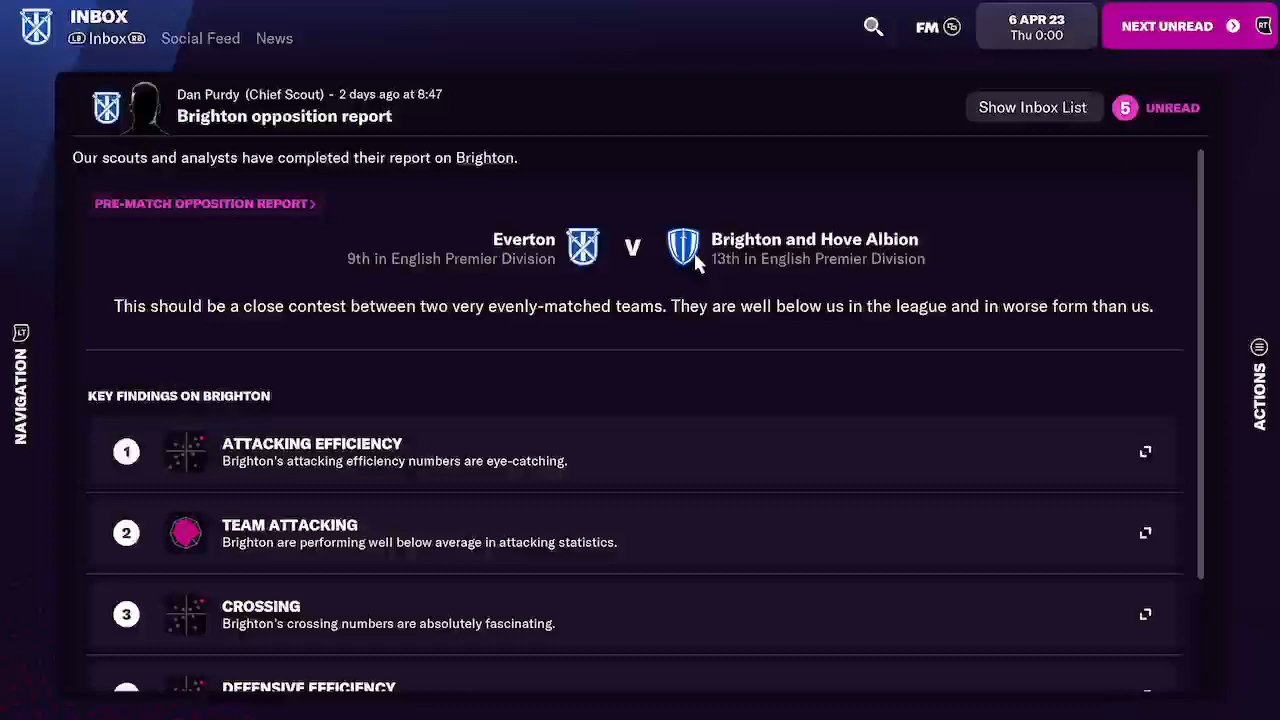 INBOX
LB Inbox RB Social Feed News
FM
6 APR 23
Thu 0:00
NEXT UNREAD
RT
Dan Purdy (Chief Scout) - 2 days ago at 8:47
Brighton opposition report
Show Inbox List
5 UNREAD
Our scouts and analysts have completed their report on Brighton.
PRE-MATCH OPPOSITION REPORT>
Everton
9th in English Premier Division
V
Brighton and Hove Albion
13th in English Premier Division
This should be a close contest between two very evenly-matched teams. They are well below us in the league and in worse form than us.
KEY FINDINGS ON BRIGHTON
1
ATTACKING EFFICIENCY
Brighton's attacking efficiency numbers are eye-catching.
2
TEAM ATTACKING
Brighton are performing well below average in attacking statistics.
3
CROSSING
Brighton's crossing numbers are absolutely fascinating.
DEFENSIVE EFFICIENCY
LT
NAVIGATION
ACTIONS